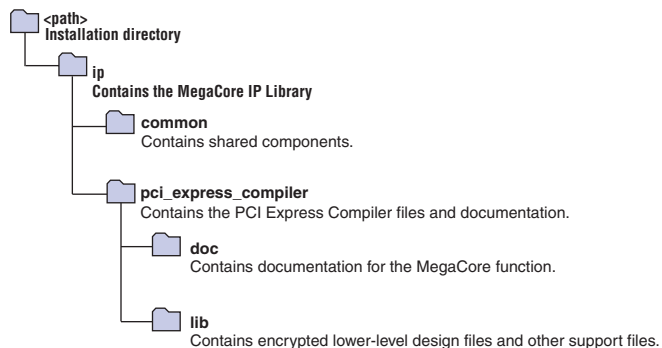 <path>
Installation directory
ip
Contains the MegaCore IP Library
common
Contains shared components.
pci_express_compiler
Contains the PCI Express Compiler files and documentation.
doc
Contains documentation for the MegaCore function.
lib
Contains encrypted lower-level design files and other support files.